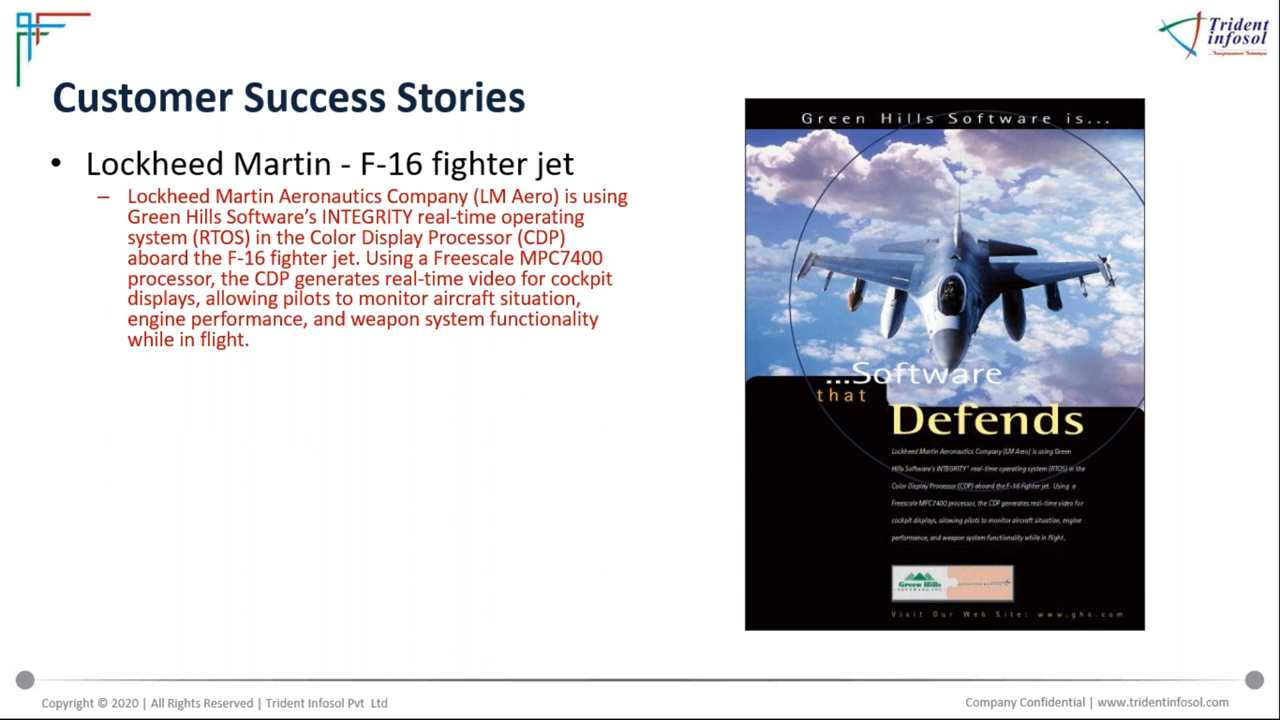 Trident
infosol
Customer Success Stories
• Lockheed Martin - F-16 fighter jet
– Lockheed Martin Aeronautics Company (LM Aero) is using
Green Hills Software’s INTEGRITY real-time operating
system (RTOS) in the Color Display Processor (CDP)
aboard the F-16 fighter jet. Using a Freescale MPC7400
processor, the CDP generates real-time video for cockpit
displays, allowing pilots to monitor aircraft situation,
engine performance, and weapon system functionality
while in flight.
Green Hills Software is...
...Software
that
Defends
Lockheed Martin Aeronautics Company (LM Aero) is using Green
Hills Software's INTEGRITY™ real-time operating system (RTOS) in the
Color Display Processor (CDP) aboard the F-16 fighter jet. Using a
Freescale MPC7400 processor, the CDP generates real-time video for
cockpit displays, allowing pilots to monitor aircraft situation, engine
performance, and weapon system functionality while in flight.
Green Hills
SOFTWARE, INC.
Visit Our Web Site: www.ghs.com
Copyright © 2020 | All Rights Reserved | Trident Infosol Pvt Ltd
Company Confidential | www.tridentinfosol.com